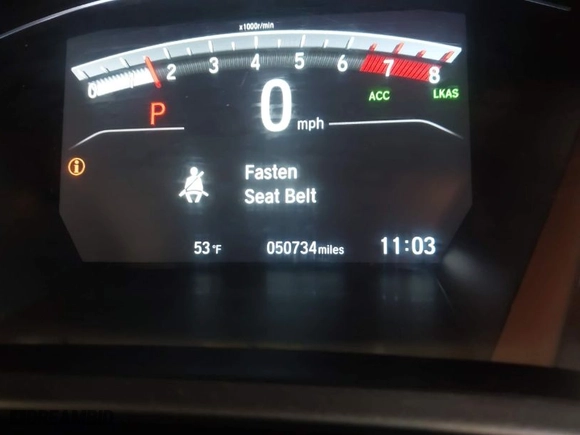 x1000r/min
0 2 3 4 5 6 7 8
P 0 mph ACC LKAS
Fasten
Seat Belt
53 °F 050734 miles 11:03